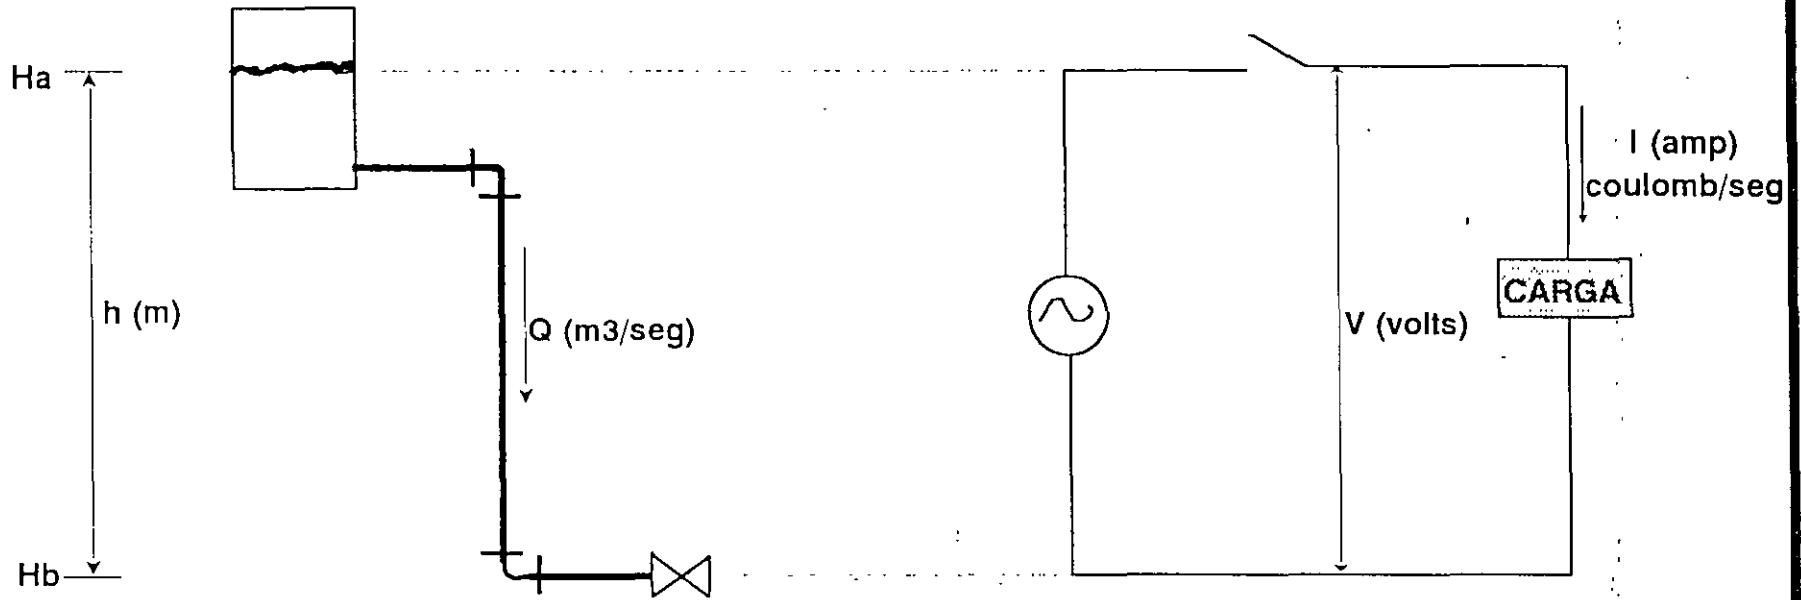 Ha
h (m)
Hb
Q (m3/seg)
V (volts)
I (amp)
coulomb/seg
CARGA